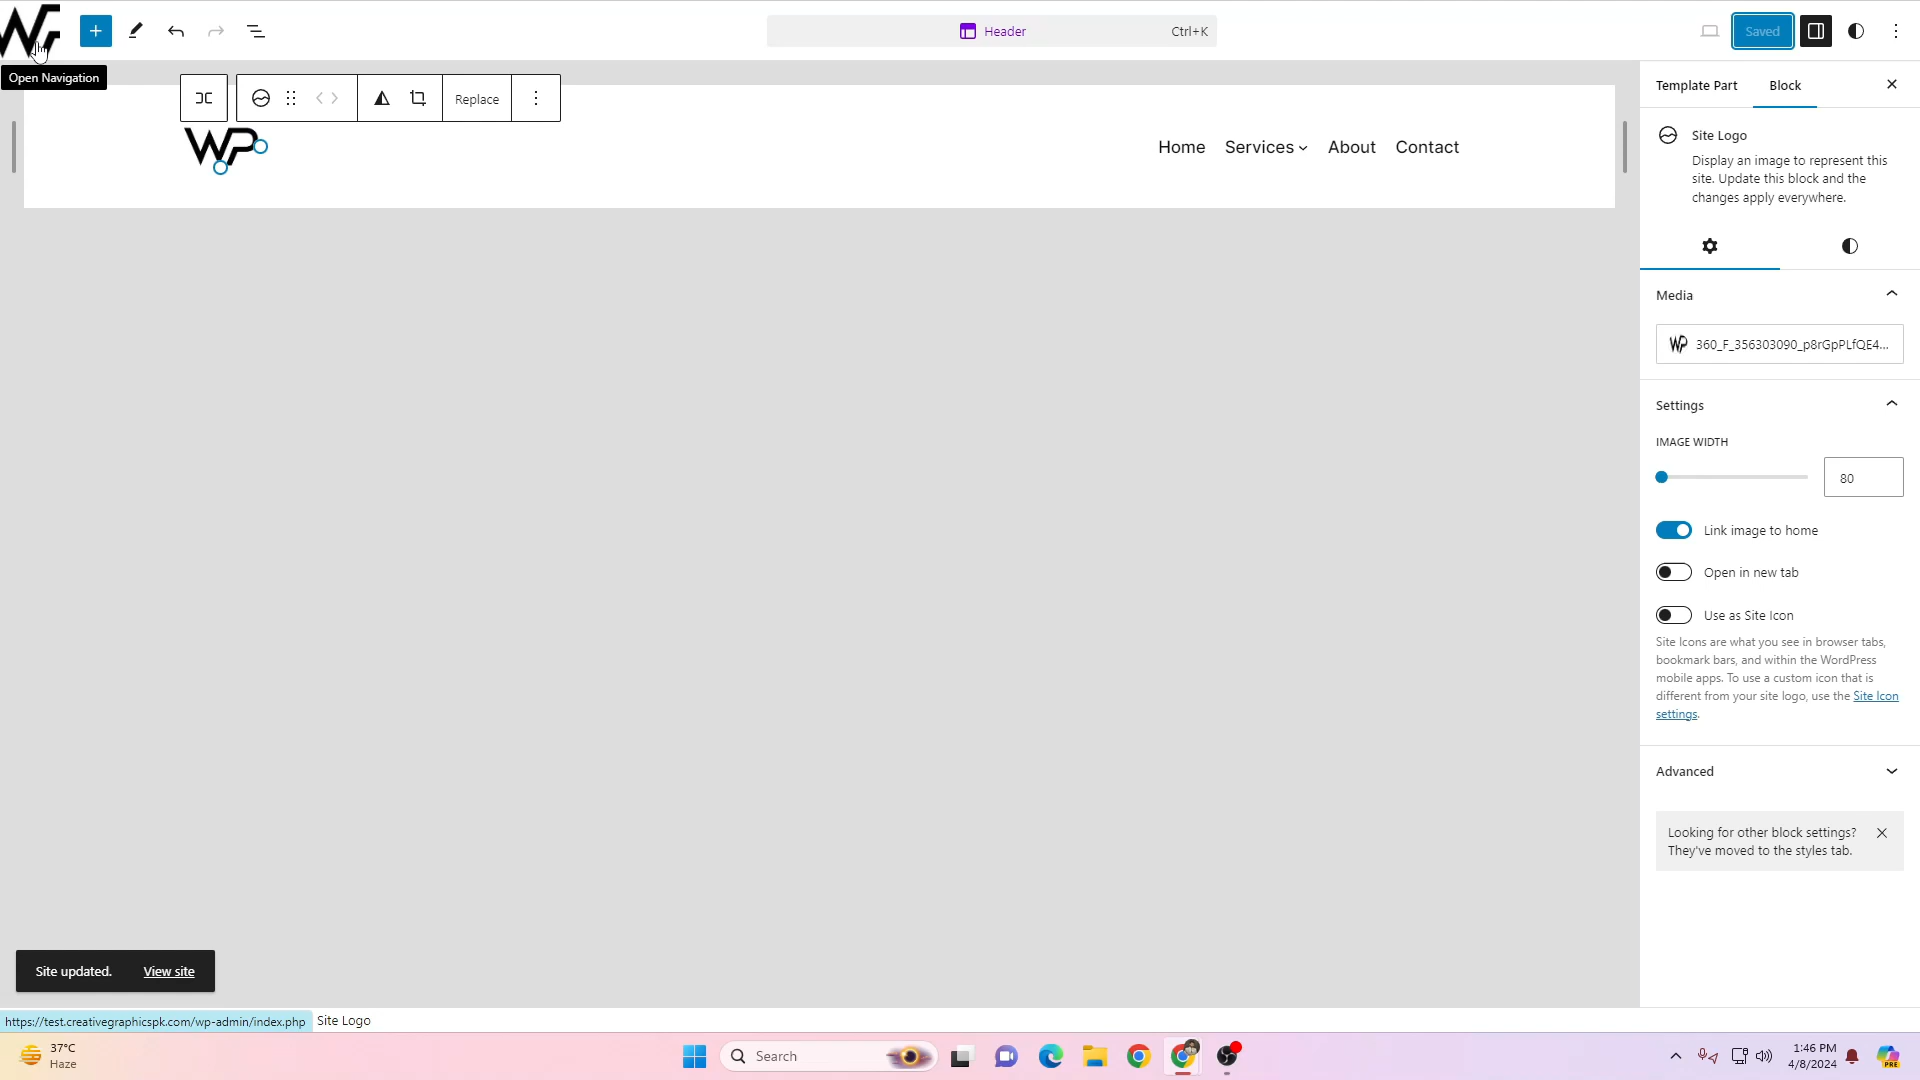 Header
Ctrl+K
Saved
Open Navigation
Replace
WP
Home
Services
About
Contact
Template Part
Block
Site Logo
Display an image to represent this
site. Update this block and the
changes apply everywhere.
Media
WP 360_F_356303090_p8rGpPLfQE4...
Settings
IMAGE WIDTH
80
Link image to home
Open in new tab
Use as Site Icon
Site Icons are what you see in browser tabs,
bookmark bars, and within the WordPress
mobile apps. To use a custom icon that is
different from your site logo, use the Site Icon
settings.
Advanced
Looking for other block settings?
They've moved to the styles tab.
Site updated.
View site
https://test.creativegraphicspk.com/wp-admin/index.php
Site Logo
37°C
Haze
Search
1:46 PM
4/8/2024
PRE